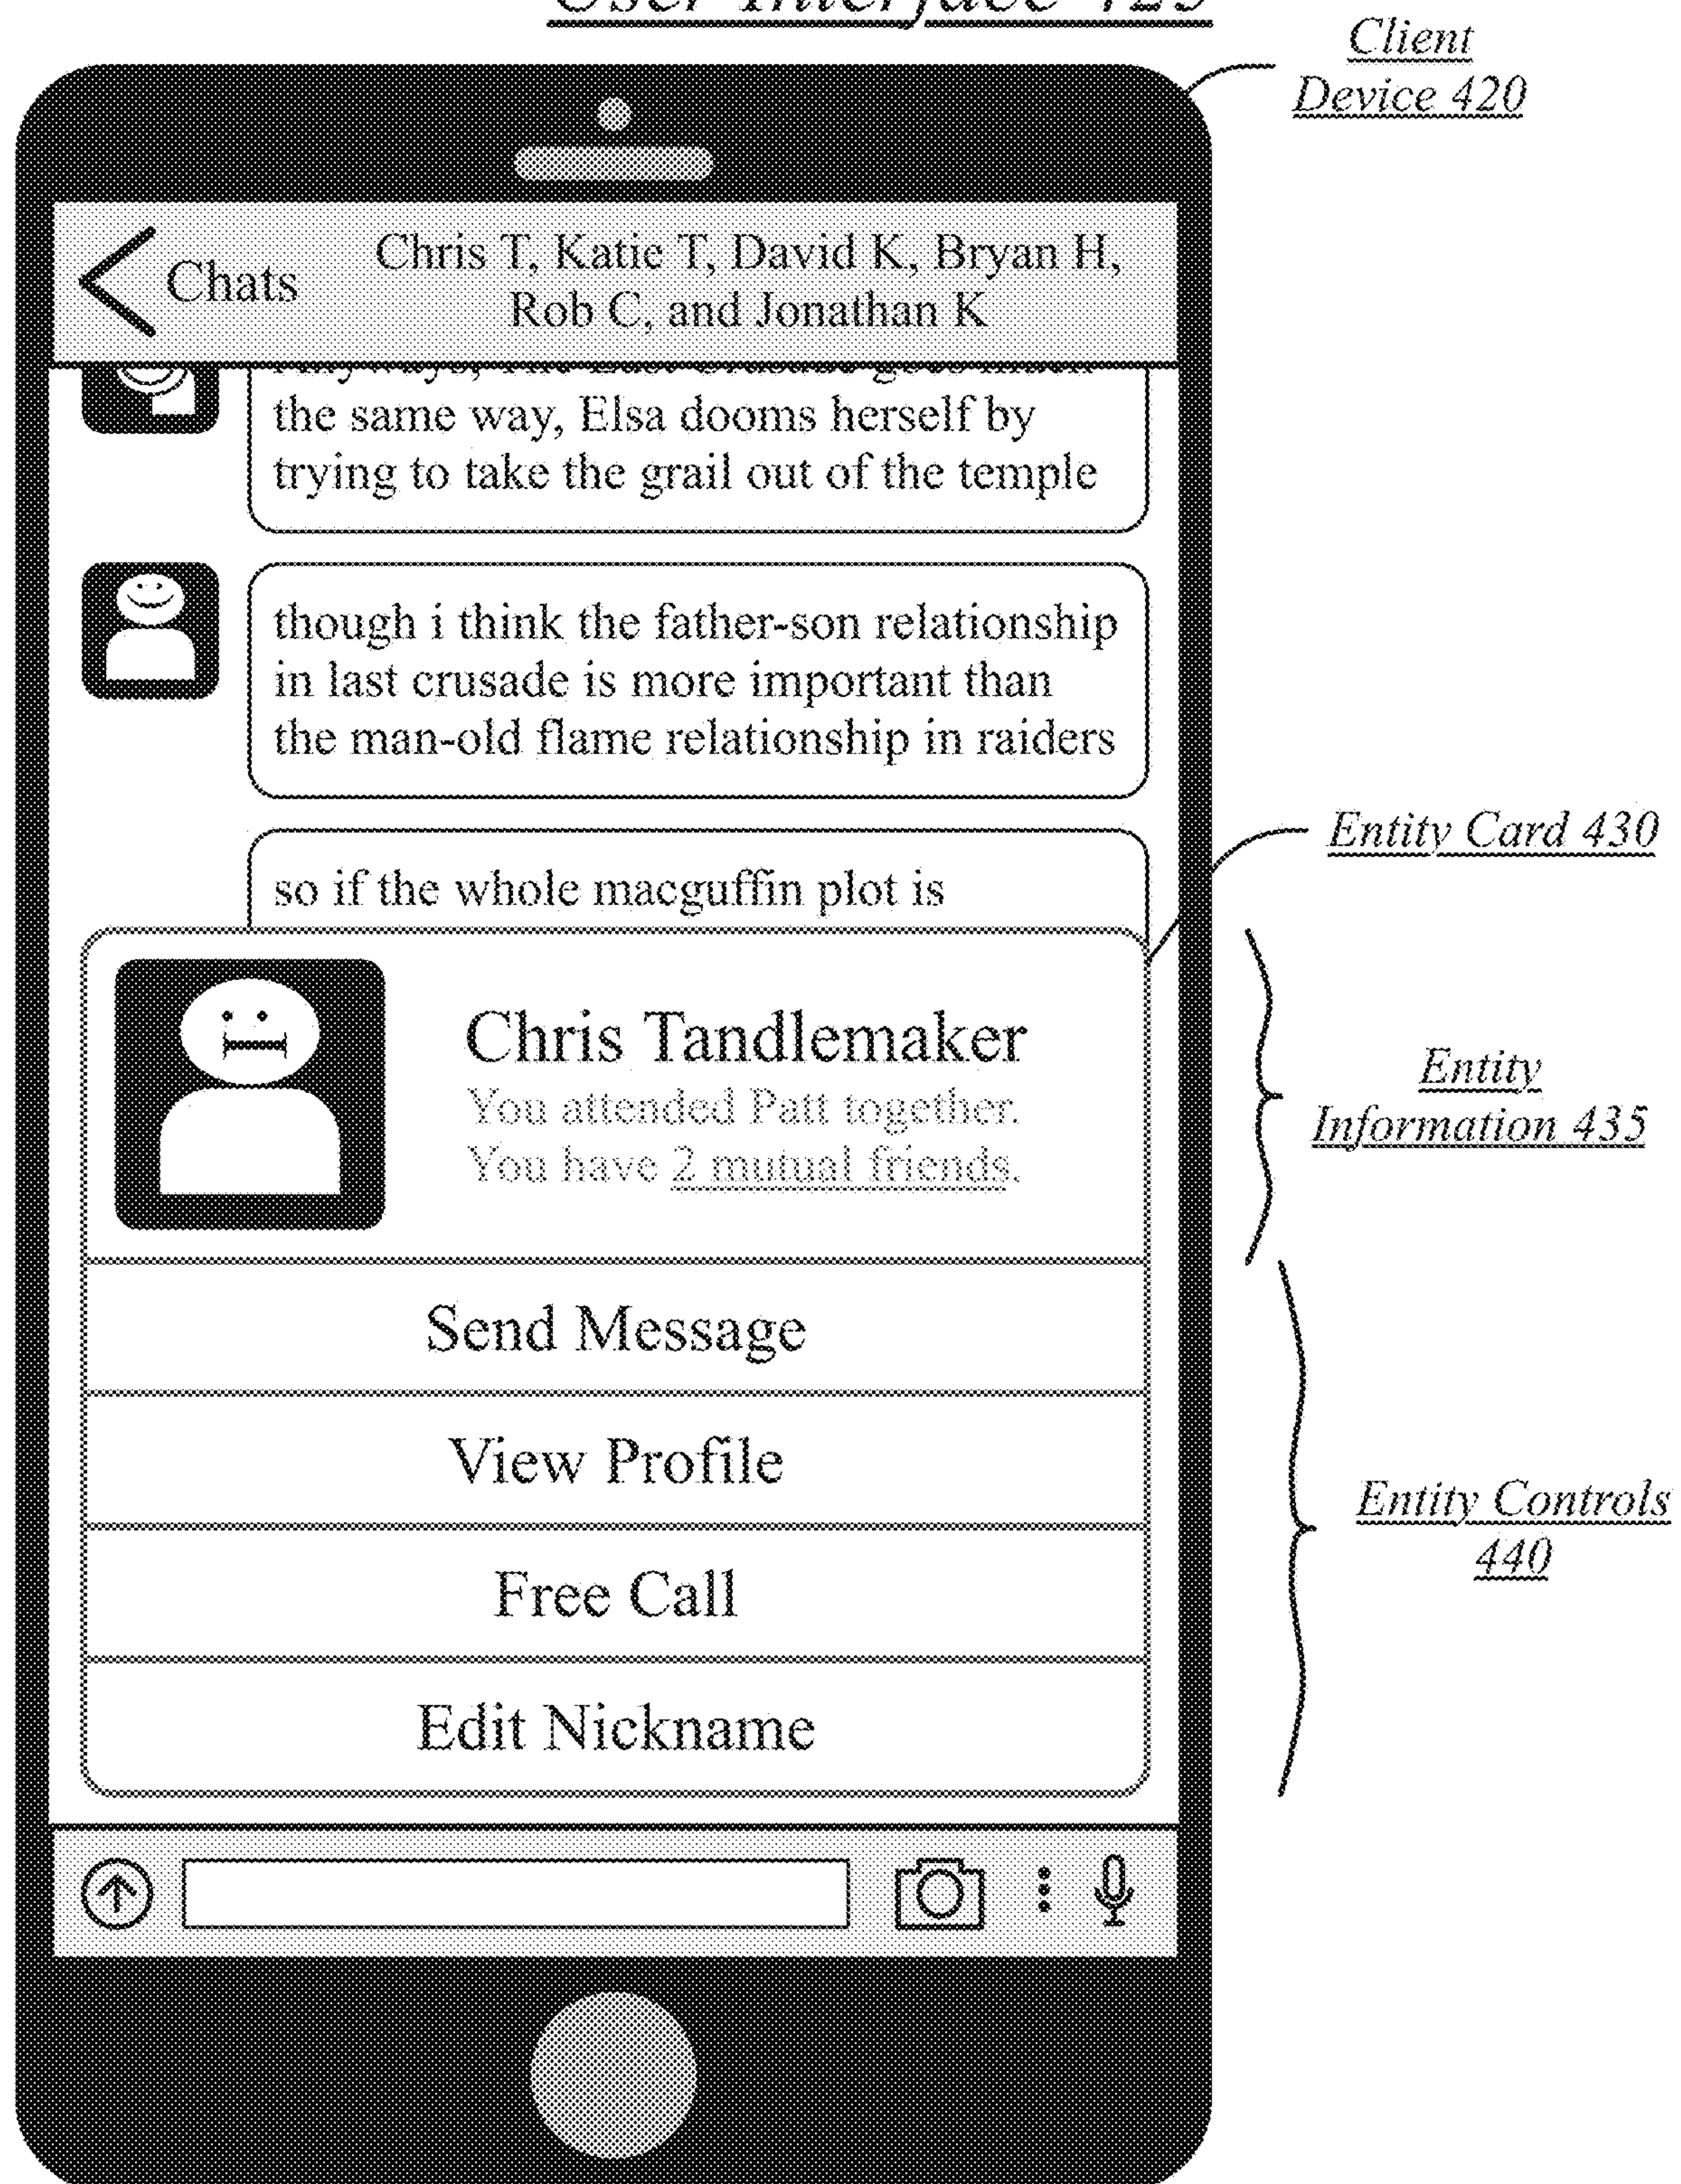 User Interface 425
Client
Device 420
Chats
Chris T, Katie T, David K, Bryan H,
Rob C, and Jonathan K
the same way, Elsa dooms herself by
trying to take the grail out of the temple
though i think the father-son relationship
in last crusade is more important than
the man-old flame relationship in raiders
Entity Card 430
so if the whole macguffin plot is
Chris Tandlemaker
You attended Patt together.
You have 2 mutual friends.
Entity
Information 435
Send Message
View Profile
Entity Controls
440
Free Call
Edit Nickname